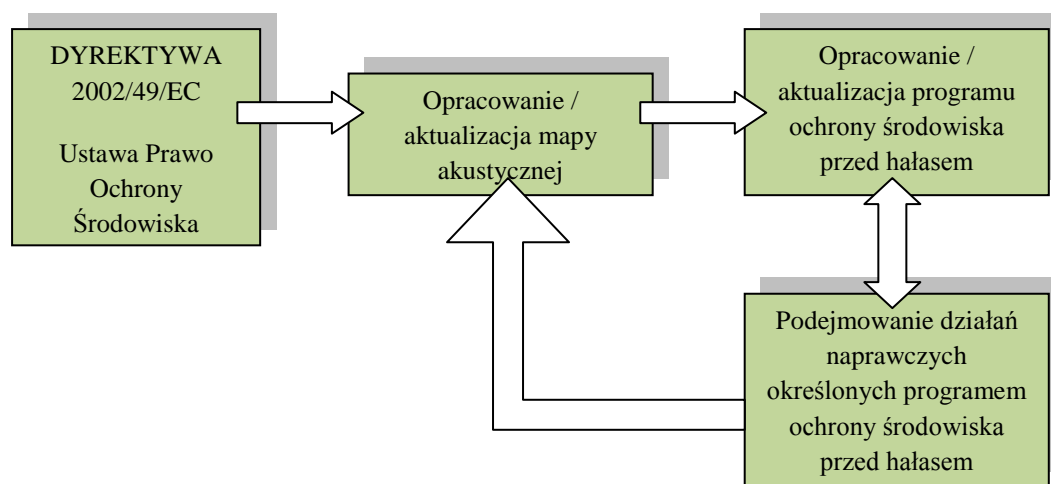 DYREKTYWA
2002/49/EC
Ustawa Prawo
Ochrony
Środowiska
Opracowanie /
aktualizacja mapy
akustycznej
Opracowanie /
aktualizacja programu
ochrony środowiska
przed hałasem
Podejmowanie działań
naprawczych
określonych programem
ochrony środowiska
przed hałasem